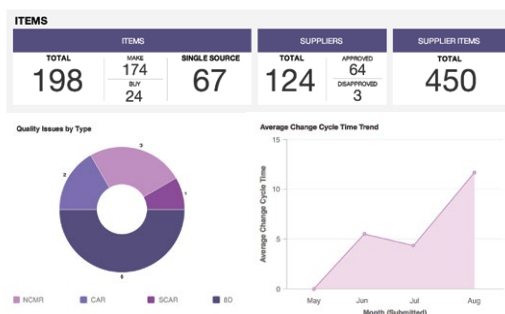 ITEMS
ITEMS
TOTAL
198
MAKE
174
BUY
24
SINGLE SOURCE
67
SUPPLIERS
TOTAL
124
APPROVED
64
DISAPPROVED
3
SUPPLIER ITEMS
TOTAL
450
Quality Issues by Type
3
2
1
6
NCMR
CAR
SCAR
8D
Average Change Cycle Time Trend
Average Change Cycle Time
15
10
5
0
May
Jun
Jul
Aug
Month (Submitted)